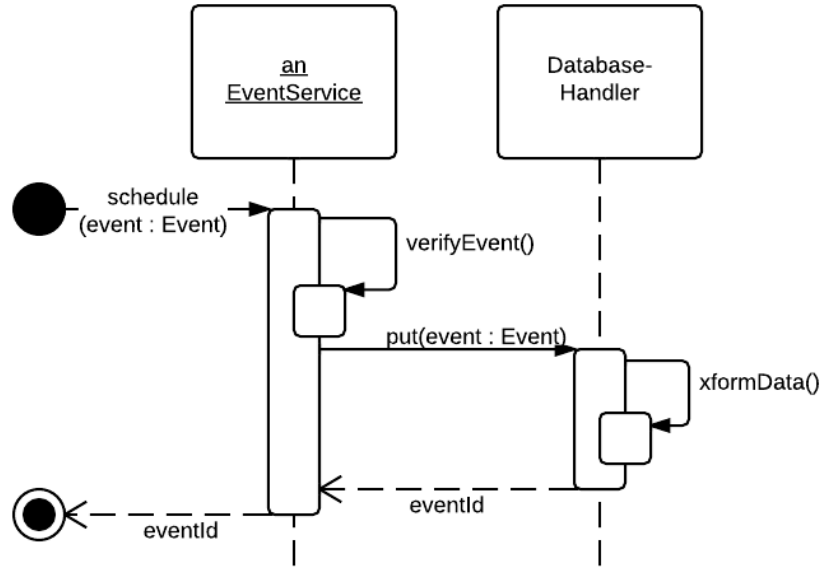 an
EventService
Database-
Handler
schedule
(event : Event)
verifyEvent()
put(event : Event)
xformData()
eventId
eventId